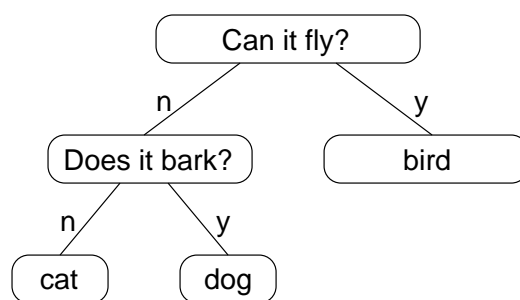 Can it fly?
n
y
Does it bark?
bird
n
y
cat
dog